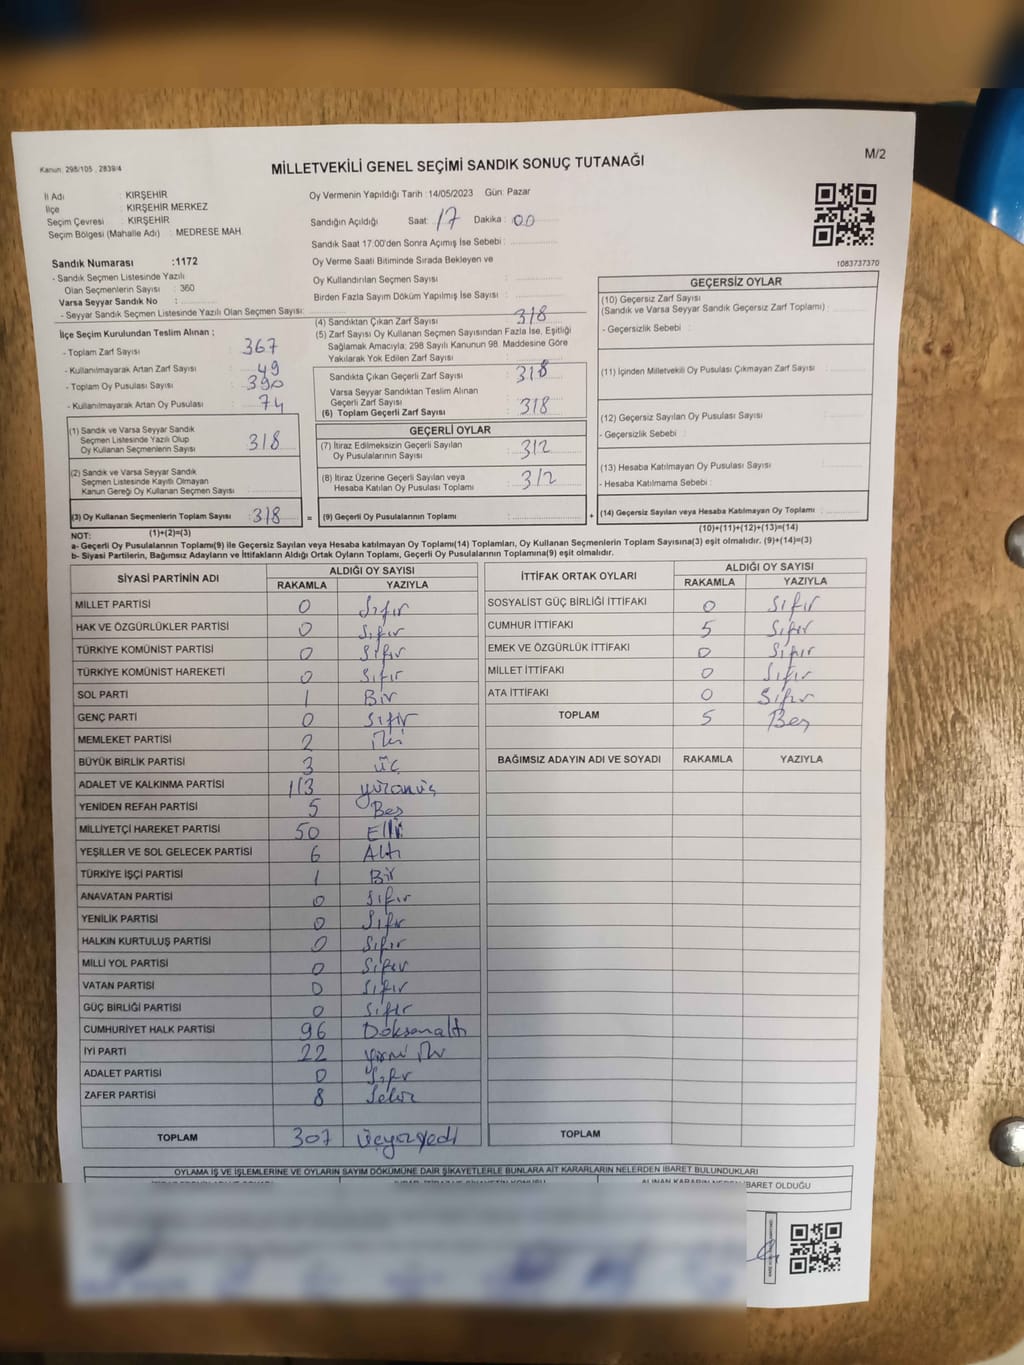 Kanun: 298/105 , 2839/4
MİLLETVEKİLİ GENEL SEÇİMİ SANDIK SONUÇ TUTANAĞI
M/2
İl Adı : KIRŞEHİR
İlçe : KIRŞEHİR MERKEZ
Seçim Çevresi : KIRŞEHİR
Seçim Bölgesi (Mahalle Adı) : MEDRESE MAH
Oy Vermenin Yapıldığı Tarih :14/05/2023 Gün: Pazar
Sandığın Açıldığı Saat: 17 Dakika : 00
Sandık Saat 17:00'den Sonra Açımış İse Sebebi :
Oy Verme Saati Bitiminde Sırada Bekleyen ve
Oy Kullandırılan Seçmen Sayısı :
Birden Fazla Sayım Döküm Yapılmış İse Sayısı :
1083737370
Sandık Numarası :1172
- Sandık Seçmen Listesinde Yazılı
Olan Seçmenlerin Sayısı : 360
Varsa Seyyar Sandık No :
- Seyyar Sandık Seçmen Listesinde Yazılı Olan Seçmen Sayısı:
İlçe Seçim Kurulundan Teslim Alınan ;
- Toplam Zarf Sayısı : 367
- Kullanılmayarak Artan Zarf Sayısı : 49
- Toplam Oy Pusulası Sayısı : 390
- Kullanılmayarak Artan Oy Pusulası : 74
(1) Sandık ve Varsa Seyyar Sandık
Seçmen Listesinde Yazılı Olup
Oy Kullanan Seçmenlerin Sayısı : 318
(2) Sandık ve Varsa Seyyar Sandık
Seçmen Listesinde Kayıtlı Olmayan
Kanun Gereği Oy Kullanan Seçmen Sayısı :
(3) Oy Kullanan Seçmenlerin Toplam Sayısı : 318
(1)+(2)=(3)
(4) Sandıktan Çıkan Zarf Sayısı : 318
(5) Zarf Sayısı Oy Kullanan Seçmen Sayısından Fazla İse, Eşitliği
Sağlamak Amacıyla; 298 Sayılı Kanunun 98. Maddesine Göre
Yakılarak Yok Edilen Zarf Sayısı :
Sandıkta Çıkan Geçerli Zarf Sayısı : 318
Varsa Seyyar Sandıktan Teslim Alınan
Geçerli Zarf Sayısı :
(6) Toplam Geçerli Zarf Sayısı : 318
GEÇERLİ OYLAR
(7) İtiraz Edilmeksizin Geçerli Sayılan
Oy Pusulalarının Sayısı : 312
(8) İtiraz Üzerine Geçerli Sayılan veya
Hesaba Katılan Oy Pusulası Toplamı : 312
= (9) Geçerli Oy Pusulalarının Toplamı :
GEÇERSİZ OYLAR
(10) Geçersiz Zarf Sayısı
(Sandık ve Varsa Seyyar Sandık Geçersiz Zarf Toplamı) :
- Geçersizlik Sebebi :
(11) İçinden Milletvekili Oy Pusulası Çıkmayan Zarf Sayısı :
(12) Geçersiz Sayılan Oy Pusulası Sayısı :
- Geçersizlik Sebebi :
(13) Hesaba Katılmayan Oy Pusulası Sayısı :
- Hesaba Katılmama Sebebi :
+ (14) Geçersiz Sayılan veya Hesaba Katılmayan Oy Toplamı :
(10)+(11)+(12)+(13)=(14)
NOT:
a- Geçerli Oy Pusulalarının Toplamı(9) ile Geçersiz Sayılan veya Hesaba katılmayan Oy Toplamı(14) Toplamları, Oy Kullanan Seçmenlerin Toplam Sayısına(3) eşit olmalıdır. (9)+(14)=(3)
b- Siyasi Partilerin, Bağımsız Adayların ve İttifakların Aldığı Ortak Oyların Toplamı, Geçerli Oy Pusulalarının Toplamına(9) eşit olmalıdır.
SİYASİ PARTİNİN ADI
ALDIĞI OY SAYISI
RAKAMLA YAZIYLA
MİLLET PARTİSİ 0 Sıfır
HAK VE ÖZGÜRLÜKLER PARTİSİ 0 Sıfır
TÜRKİYE KOMÜNİST PARTİSİ 0 Sıfır
TÜRKİYE KOMÜNİST HAREKETİ 0 Sıfır
SOL PARTİ 1 Bir
GENÇ PARTİ 0 Sıfır
MEMLEKET PARTİSİ 2 İki
BÜYÜK BİRLİK PARTİSİ 3 Üç
ADALET VE KALKINMA PARTİSİ 113 yüzonüç
YENİDEN REFAH PARTİSİ 5 Beş
MİLLİYETÇİ HAREKET PARTİSİ 50 Elli
YEŞİLLER VE SOL GELECEK PARTİSİ 6 Altı
TÜRKİYE İŞÇİ PARTİSİ 1 Bir
ANAVATAN PARTİSİ 0 Sıfır
YENİLİK PARTİSİ 0 Sıfır
HALKIN KURTULUŞ PARTİSİ 0 Sıfır
MİLLİ YOL PARTİSİ 0 Sıfır
VATAN PARTİSİ 0 Sıfır
GÜÇ BİRLİĞİ PARTİSİ 0 Sıfır
CUMHURİYET HALK PARTİSİ 96 Doksanaltı
İYİ PARTİ 22 yirmi iki
ADALET PARTİSİ 0 Sıfır
ZAFER PARTİSİ 8 Sekiz
TOPLAM 307 Üçyüzyedi
İTTİFAK ORTAK OYLARI
ALDIĞI OY SAYISI
RAKAMLA YAZIYLA
SOSYALİST GÜÇ BİRLİĞİ İTTİFAKI 0 Sıfır
CUMHUR İTTİFAKI 5 Sıfır
EMEK VE ÖZGÜRLÜK İTTİFAKI 0 Sıfır
MİLLET İTTİFAKI 0 Sıfır
ATA İTTİFAKI 0 Sıfır
TOPLAM 5 Beş
BAĞIMSIZ ADAYIN ADI VE SOYADI RAKAMLA YAZIYLA
TOPLAM
OYLAMA İŞ VE İŞLEMLERİNE VE OYLARIN SAYIM DÖKÜMÜNE DAİR ŞİKAYETLERLE BUNLARA AİT KARARLARIN NELERDEN İBARET BULUNDUKLARI
ALINAN KARARIN NEDEN İBARET OLDUĞU